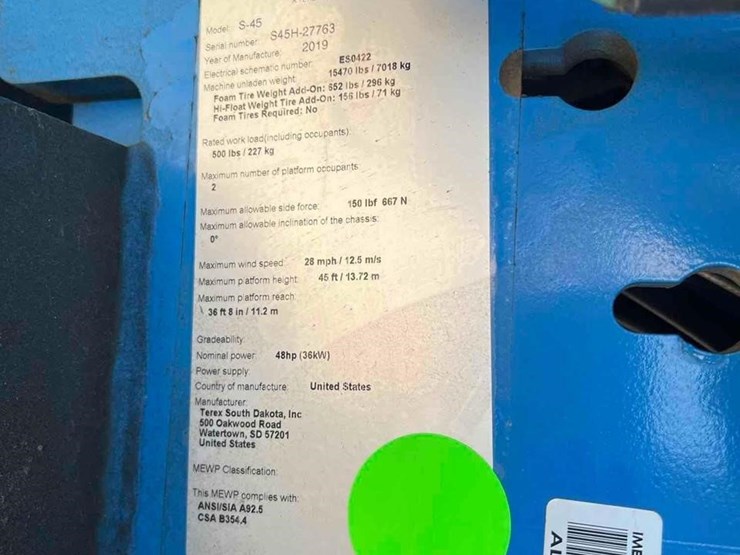 Model: S-45
Serial number: S45H-27763
Year of Manufacture: 2019
Electrical schematic number: ES0422
Machine unladen weight: 15470 lbs / 7018 kg
Foam Tire Weight Add-On: 652 lbs / 296 kg
Hi-Float Weight Tire Add-On: 156 lbs / 71 kg
Foam Tires Required: No
Rated work load(including occupants):
500 lbs / 227 kg
Maximum number of platform occupants:
2
Maximum allowable side force: 150 lbf 667 N
Maximum allowable inclination of the chassis:
0°
Maximum wind speed: 28 mph / 12.5 m/s
Maximum platform height: 45 ft / 13.72 m
Maximum platform reach:
36 ft 8 in / 11.2 m
Gradeability:
Nominal power: 48hp (36kW)
Power supply:
Country of manufacture: United States
Manufacturer:
Terex South Dakota, Inc
500 Oakwood Road
Watertown, SD 57201
United States
MEWP Classification:
This MEWP complies with:
ANSI/SIA A92.5
CSA B354.4